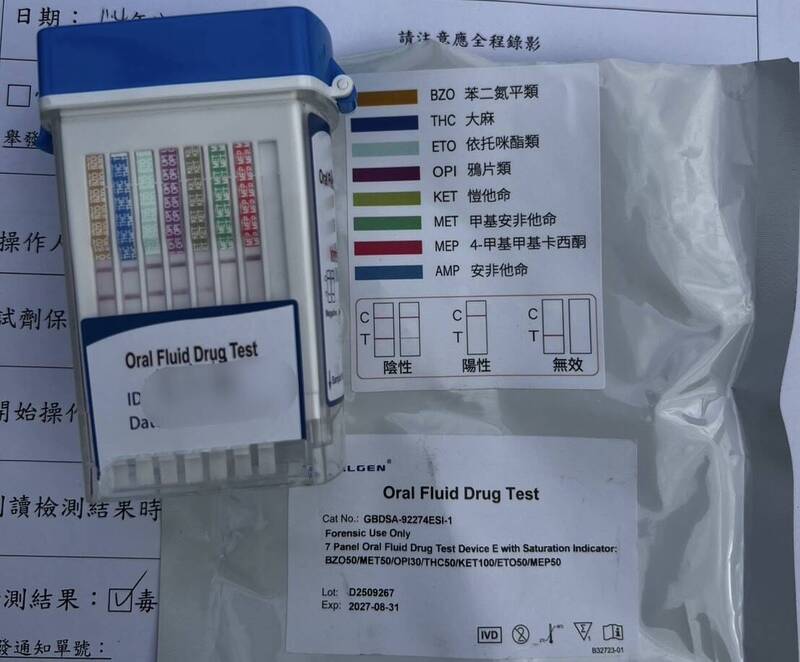 日期：
請注意應全程錄影
舉發
操作人
試劑保
開始操作
判讀檢測結果時
測結果：☑毒
發通知單號：
BZO 苯二氮平類
THC 大麻
ETO 依托咪酯類
OPI 鴉片類
KET 愷他命
MET 甲基安非他命
MEP 4-甲基甲基卡西酮
AMP 安非他命
C
T
陰性
C
T
陽性
C
T
無效
Oral Fluid Drug Test
ID
ALGEN®
Oral Fluid Drug Test
Cat No.: GBDSA-92274ESI-1
Forensic Use Only
7 Panel Oral Fluid Drug Test Device E with Saturation Indicator:
BZO50/MET50/OPI30/THC50/KET100/ETO50/MEP50
Lot: D2509267
Exp: 2027-08-31
IVD
B32723-01